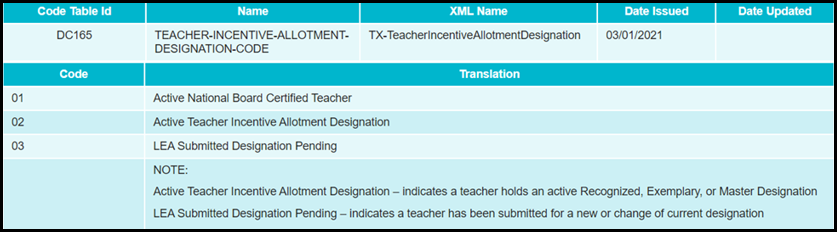 Code Table Id Name XML Name Date Issued Date Updated
DC165 TEACHER-INCENTIVE-ALLOTMENT- TX-TeacherIncentiveAllotmentDesignation 03/01/2021
DESIGNATION-CODE
Code Translation
01 Active National Board Certified Teacher
02 Active Teacher Incentive Allotment Designation
03 LEA Submitted Designation Pending
NOTE:
Active Teacher Incentive Allotment Designation – indicates a teacher holds an active Recognized, Exemplary, or Master Designation
LEA Submitted Designation Pending – indicates a teacher has been submitted for a new or change of current designation